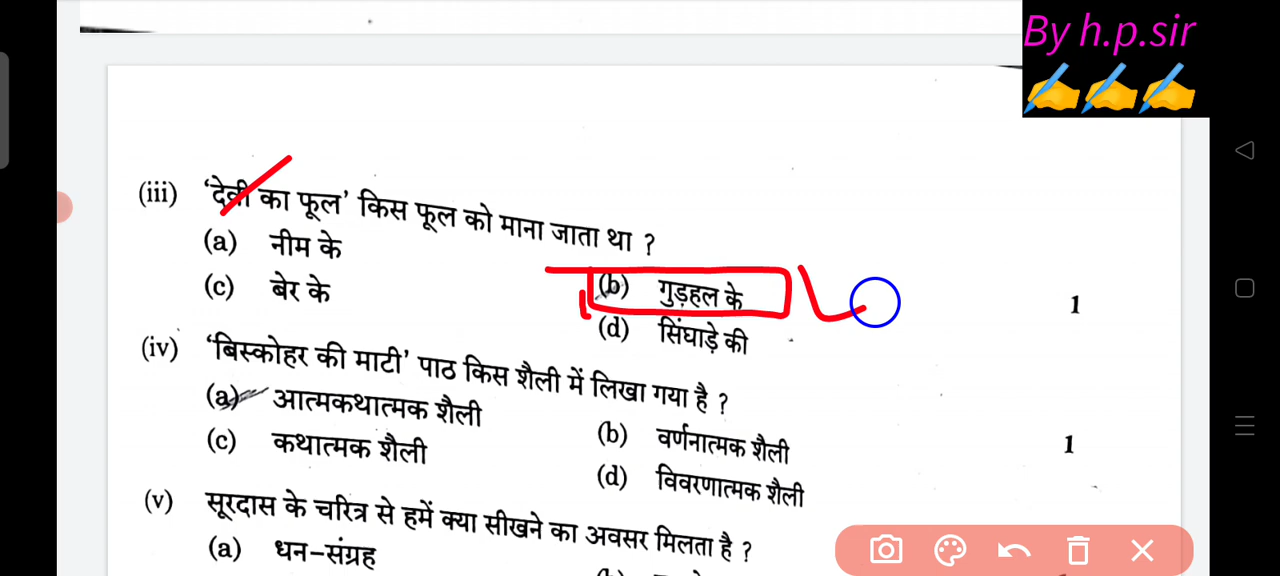 By h.p.sir
✍✍✍
(iii) 'देवी का फूल' किस फूल को माना जाता था ?
(a) नीम के
(b) गुड़हल के 1
(c) बेर के
(d) सिंघाड़े की
(iv) 'बिस्कोहर की माटी' पाठ किस शैली में लिखा गया है ?
(a) आत्मकथात्मक शैली
(b) वर्णनात्मक शैली 1
(c) कथात्मक शैली
(d) विवरणात्मक शैली
(v) सूरदास के चरित्र से हमें क्या सीखने का अवसर मिलता है ?
(a) धन-संग्रह